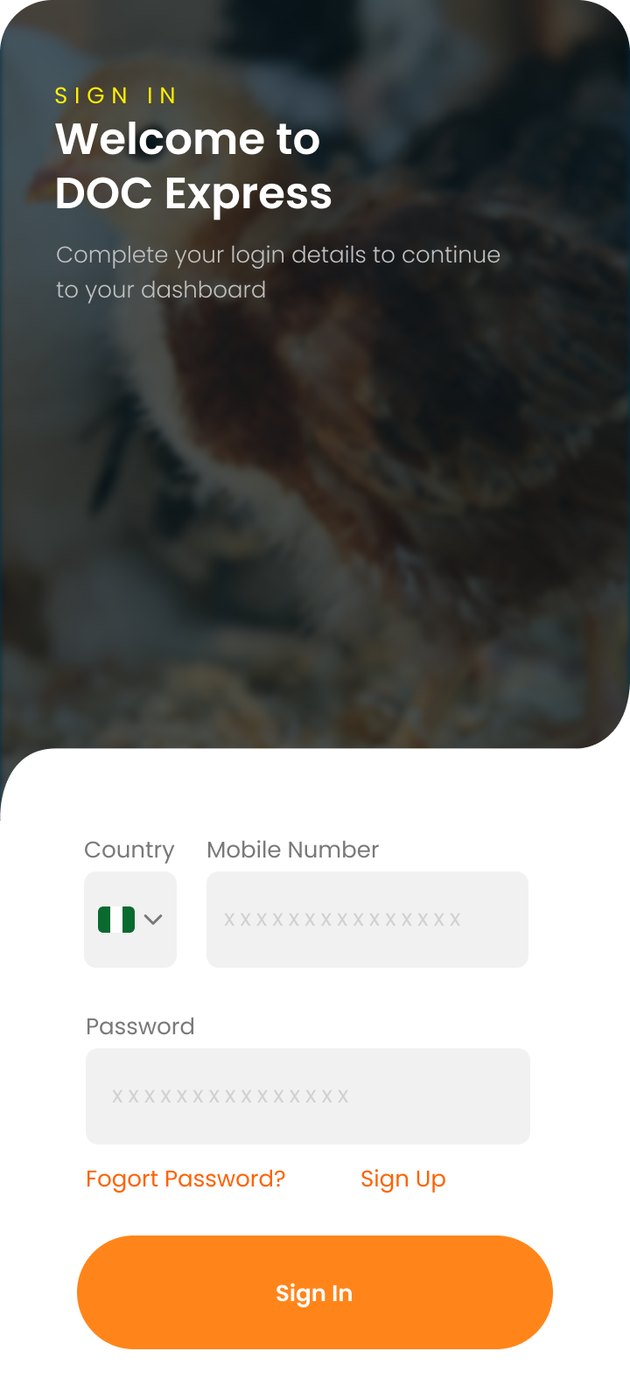 SIGN IN
Welcome to
DOC Express
Complete your login details to continue
to your dashboard
Country Mobile Number
xxxxxxxxxxxxxxx
Password
xxxxxxxxxxxxxxx
Fogort Password? Sign Up
Sign In